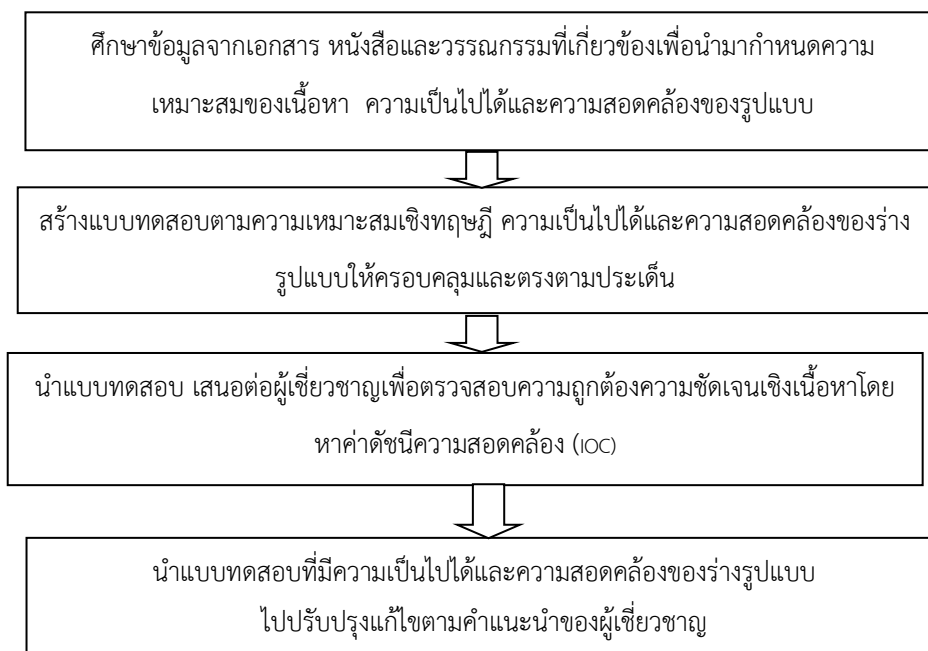 ศึกษาข้อมูลจากเอกสาร หนังสือและวรรณกรรมที่เกี่ยวข้องเพื่อนำมากำหนดความ
เหมาะสมของเนื้อหา  ความเป็นไปได้และความสอดคล้องของรูปแบบ
สร้างแบบทดสอบตามความเหมาะสมเชิงทฤษฎี ความเป็นไปได้และความสอดคล้องของร่าง
รูปแบบให้ครอบคลุมและตรงตามประเด็น
นำแบบทดสอบ เสนอต่อผู้เชี่ยวชาญเพื่อตรวจสอบความถูกต้องความชัดเจนเชิงเนื้อหาโดย
หาค่าดัชนีความสอดคล้อง (IOC)
นำแบบทดสอบที่มีความเป็นไปได้และความสอดคล้องของร่างรูปแบบ
ไปปรับปรุงแก้ไขตามคำแนะนำของผู้เชี่ยวชาญ